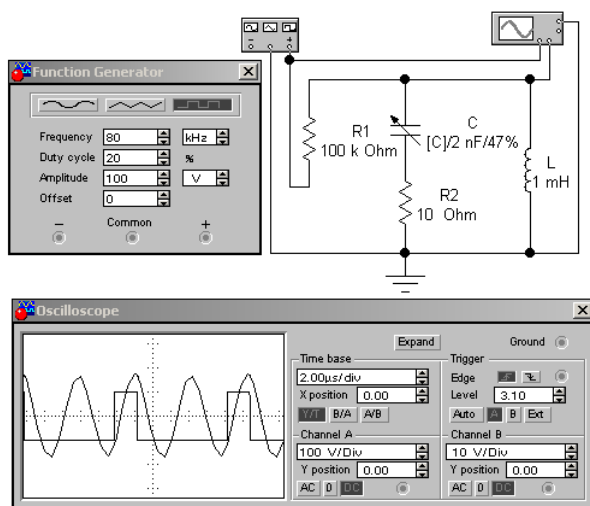 Function Generator
Frequency 80 kHz
Duty cycle 20 %
Amplitude 100 V
Offset 0
− Common +
− +
R1
100 k Ohm
C
[C]/2 nF/47%
R2
10 Ohm
L
1 mH
Oscilloscope
Expand Ground
Time base
2.00µs/div
X position 0.00
Y/T B/A A/B
Trigger
Edge
Level 3.10
Auto A B Ext
Channel A
100 V/Div
Y position 0.00
AC 0 DC
Channel B
10 V/Div
Y position 0.00
AC 0 DC